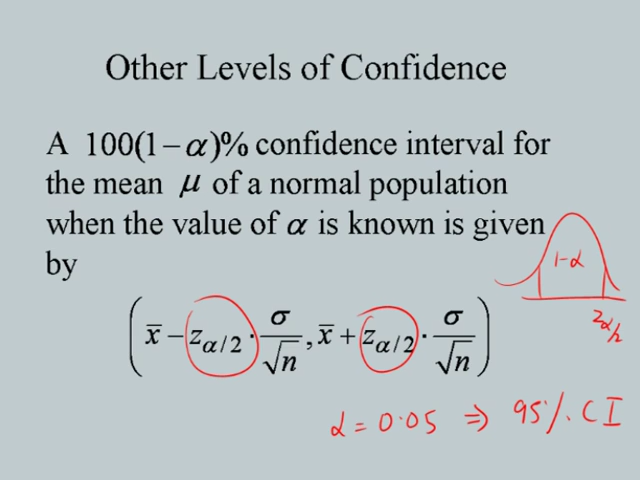 Other Levels of Confidence
A 100(1−α)% confidence interval for
the mean μ of a normal population
when the value of α is known is given
by
1-α
(x̄ − z_{α/2} · σ/√n, x̄ + z_{α/2} · σ/√n)
z_{α/2}
α = 0.05 ⇒ 95% CI